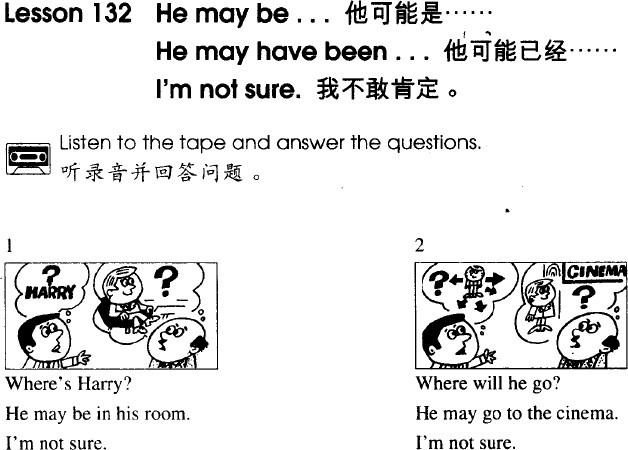 Lesson 132 He may be ... 他可能是……
He may have been ... 他可能已经……
I'm not sure. 我不敢肯定。
Listen to the tape and answer the questions.
听录音并回答问题。
1
?
HARRY
?
Where's Harry?
He may be in his room.
I'm not sure.
2
?
CINEMA
?
Where will he go?
He may go to the cinema.
I'm not sure.